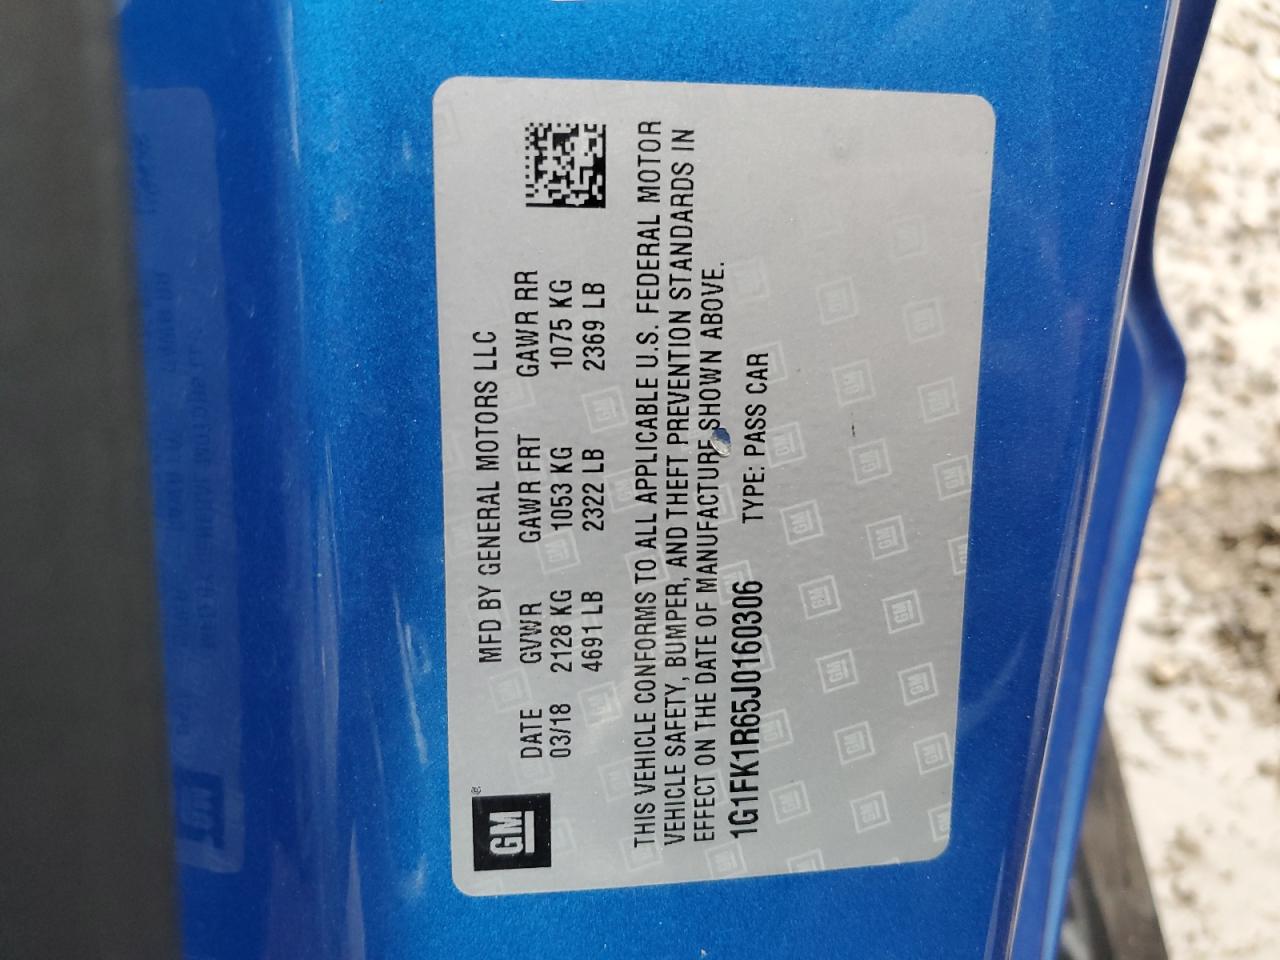 GM®
MFD BY GENERAL MOTORS LLC
DATE GVWR GAWR FRT GAWR RR
03/18 2128 KG 1053 KG 1075 KG
4691 LB 2322 LB 2369 LB
THIS VEHICLE CONFORMS TO ALL APPLICABLE U.S. FEDERAL MOTOR
VEHICLE SAFETY, BUMPER, AND THEFT PREVENTION STANDARDS IN
EFFECT ON THE DATE OF MANUFACTURE SHOWN ABOVE.
1G1FK1R65J0160306 TYPE: PASS CAR